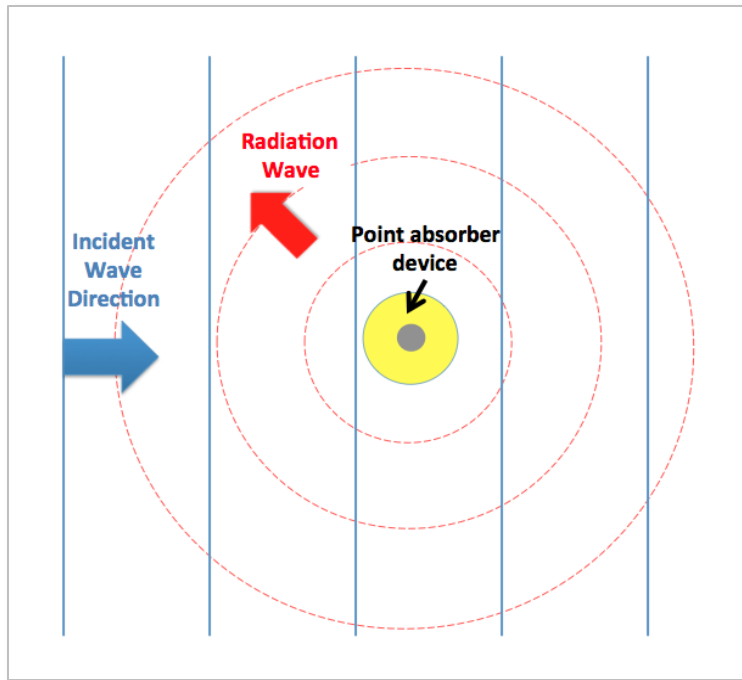 Radiation
Wave
Point absorber
device
Incident
Wave
Direction